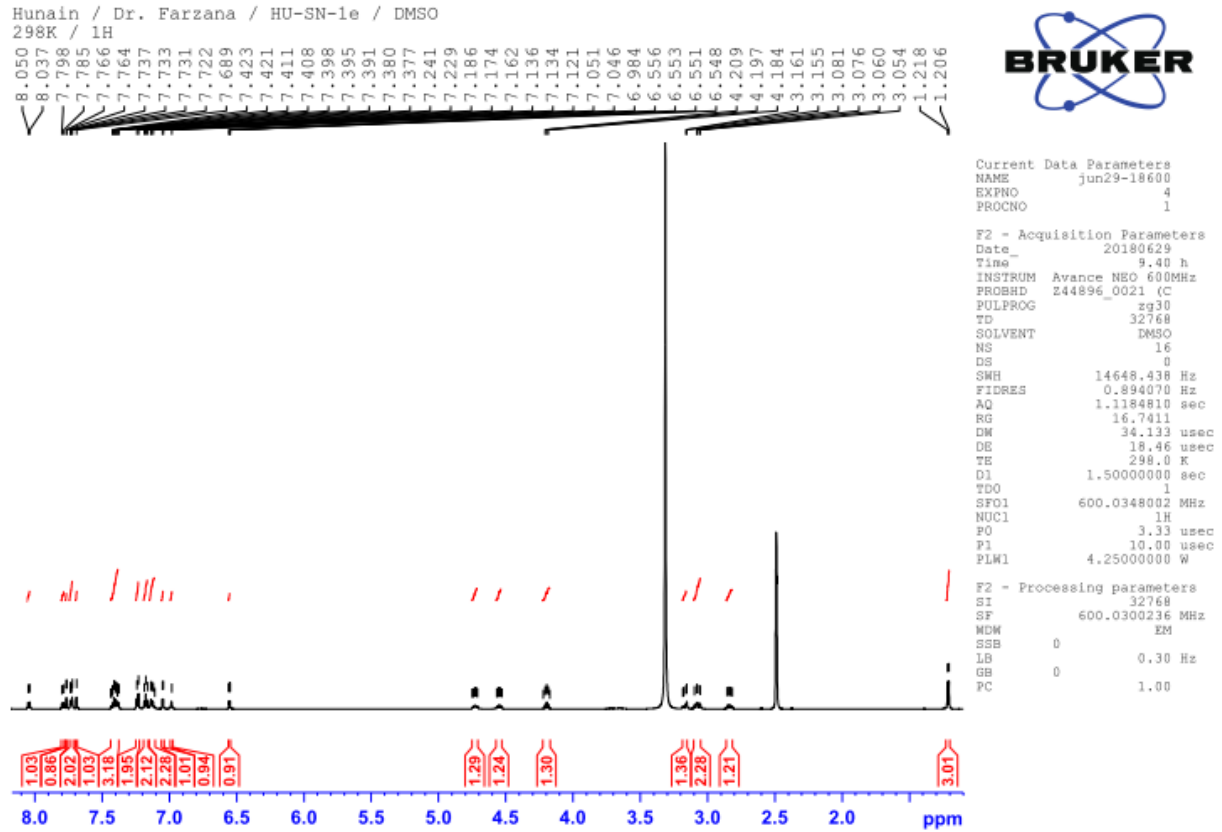 Hunain / Dr. Farzana / HU-SN-1e / DMSO
298K / 1H
8.050
8.037
7.798
7.785
7.766
7.764
7.737
7.733
7.731
7.722
7.689
7.423
7.421
7.411
7.408
7.398
7.395
7.391
7.380
7.377
7.241
7.229
7.186
7.174
7.162
7.136
7.134
7.121
7.051
7.046
6.984
6.556
6.553
6.551
6.548
4.209
4.197
4.184
3.161
3.155
3.081
3.076
3.060
3.054
1.218
1.206
BRUKER
Current Data Parameters
NAME jun29-18600
EXPNO 4
PROCNO 1
F2 - Acquisition Parameters
Date_ 20180629
Time 9.40 h
INSTRUM Avance NEO 600MHz
PROBHD Z44896_0021 (C
PULPROG zg30
TD 32768
SOLVENT DMSO
NS 16
DS 0
SWH 14648.438 Hz
FIDRES 0.894070 Hz
AQ 1.1184810 sec
RG 16.7411
DW 34.133 usec
DE 18.46 usec
TE 298.0 K
D1 1.50000000 sec
TD0 1
SFO1 600.0348002 MHz
NUC1 1H
P0 3.33 usec
P1 10.00 usec
PLW1 4.25000000 W
F2 - Processing parameters
SI 32768
SF 600.0300236 MHz
WDW EM
SSB 0
LB 0.30 Hz
GB 0
PC 1.00
1.03
0.86
2.02
1.03
3.18
1.95
2.12
2.28
1.01
0.94
0.91
1.29
1.24
1.30
1.36
2.28
1.21
3.01
8.0 7.5 7.0 6.5 6.0 5.5 5.0 4.5 4.0 3.5 3.0 2.5 2.0 ppm